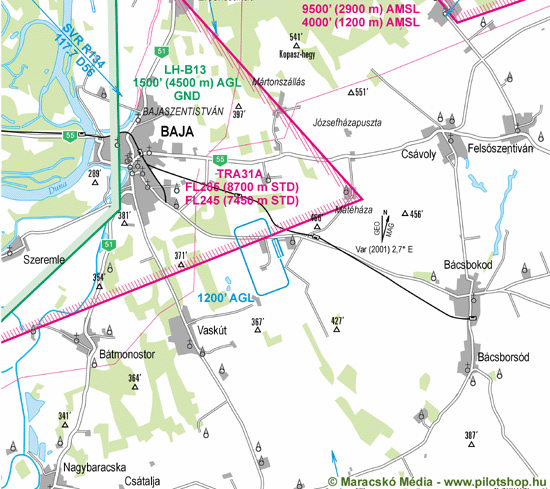 9500' (2900 m) AMSL
4000' (1200 m) AMSL
541'
Kopasz-hegy
SVR R134
117.7 D56
51
LH-B13
1500' (4500 m) AGL
GND
Mártonszállás
551'
BAJASZENTISTVÁN
397'
Józsefházapuszta
55
BAJA
Felsőszentiván
Csávoly
55
TRA31A
FL285 (8700 m STD)
FL245 (7450 m STD)
289'
Duna
Mátéháza
381'
456'
GEO
N
MAG
Var (2001) 2,7° E
51
Szeremle
371'
Bácsbokod
354'
1200' AGL
Vaskút
367'
427'
Bátmonostor
Bácsborsód
364'
341'
387'
Nagybaracska
Csátalja
© Maracskó Média - www.pilotshop.hu